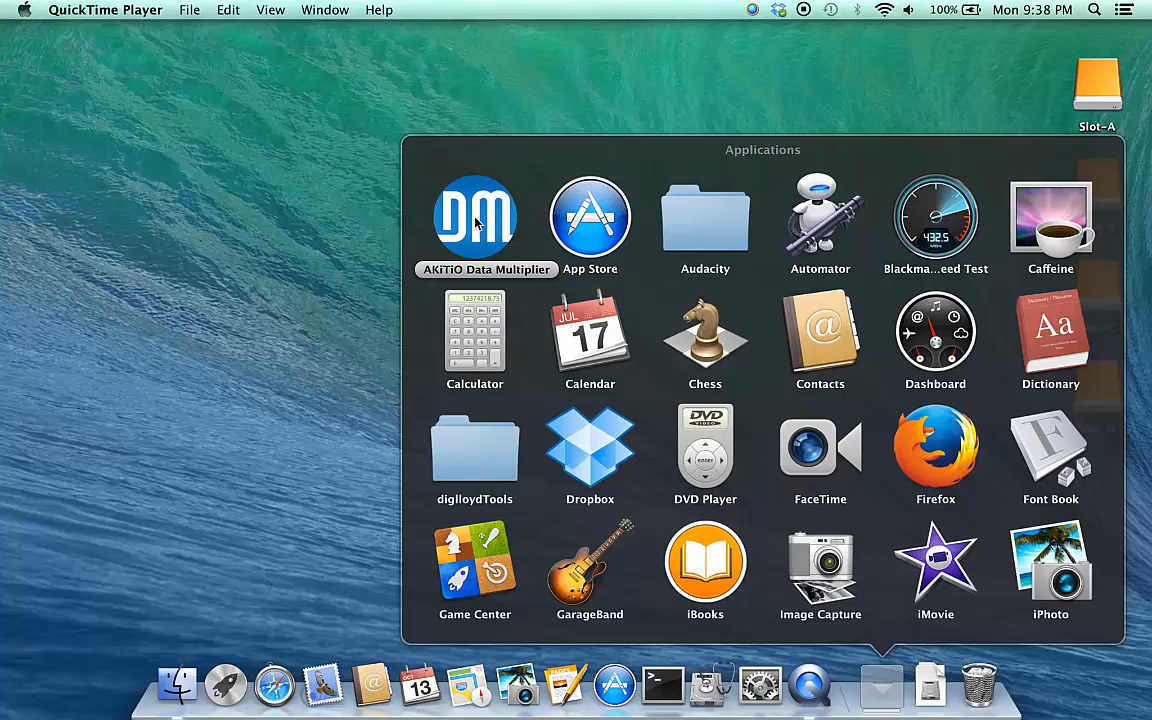 QuickTime Player File Edit View Window Help 100% Mon 9:38 PM
Slot-A
Applications
DM
432.5
AKiTiO Data Multiplier App Store Audacity Automator Blackma...eed Test Caffeine
12374218.75
JUL
17
@
Aa
Calculator Calendar Chess Contacts Dashboard Dictionary
DVD
VIDEO
enter
F
diglloydTools Dropbox DVD Player FaceTime Firefox Font Book
Game Center GarageBand iBooks Image Capture iMovie iPhoto
@
OCT
13
>_